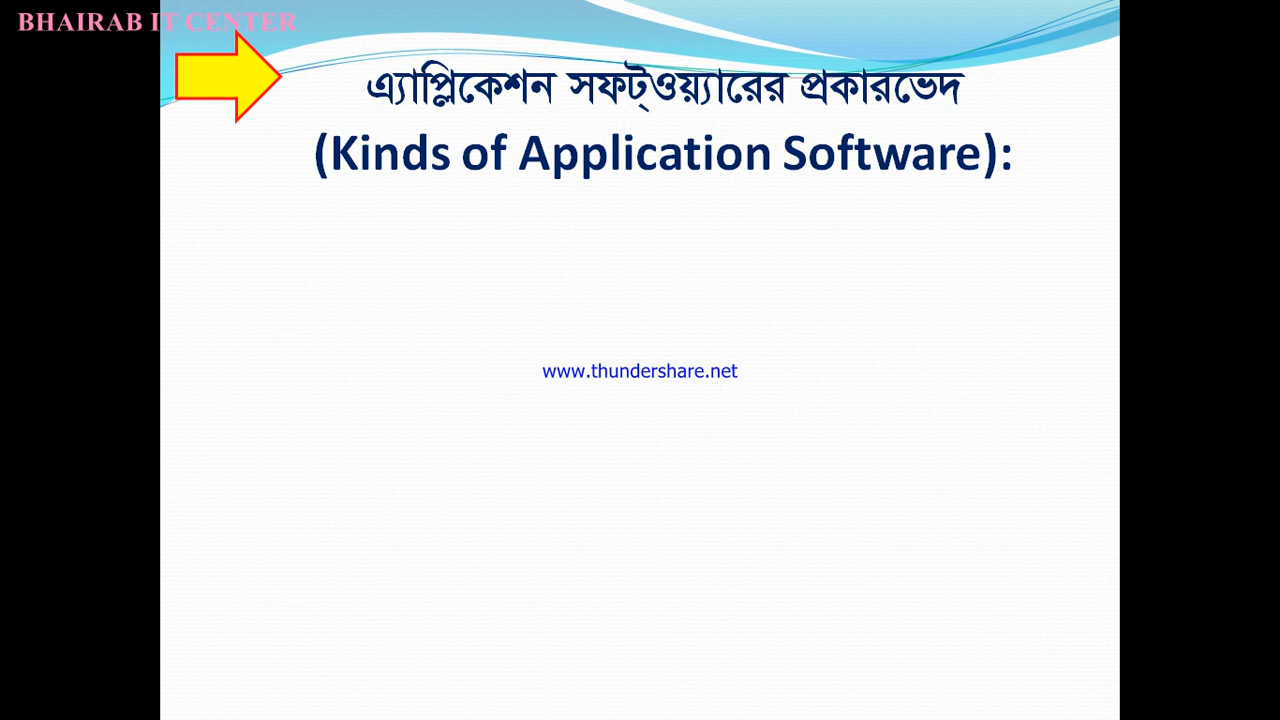 BHAIRAB IT CENTER
এ্যাপ্লিকেশন সফট্ওয়্যারের প্রকারভেদ
(Kinds of Application Software):
www.thundershare.net